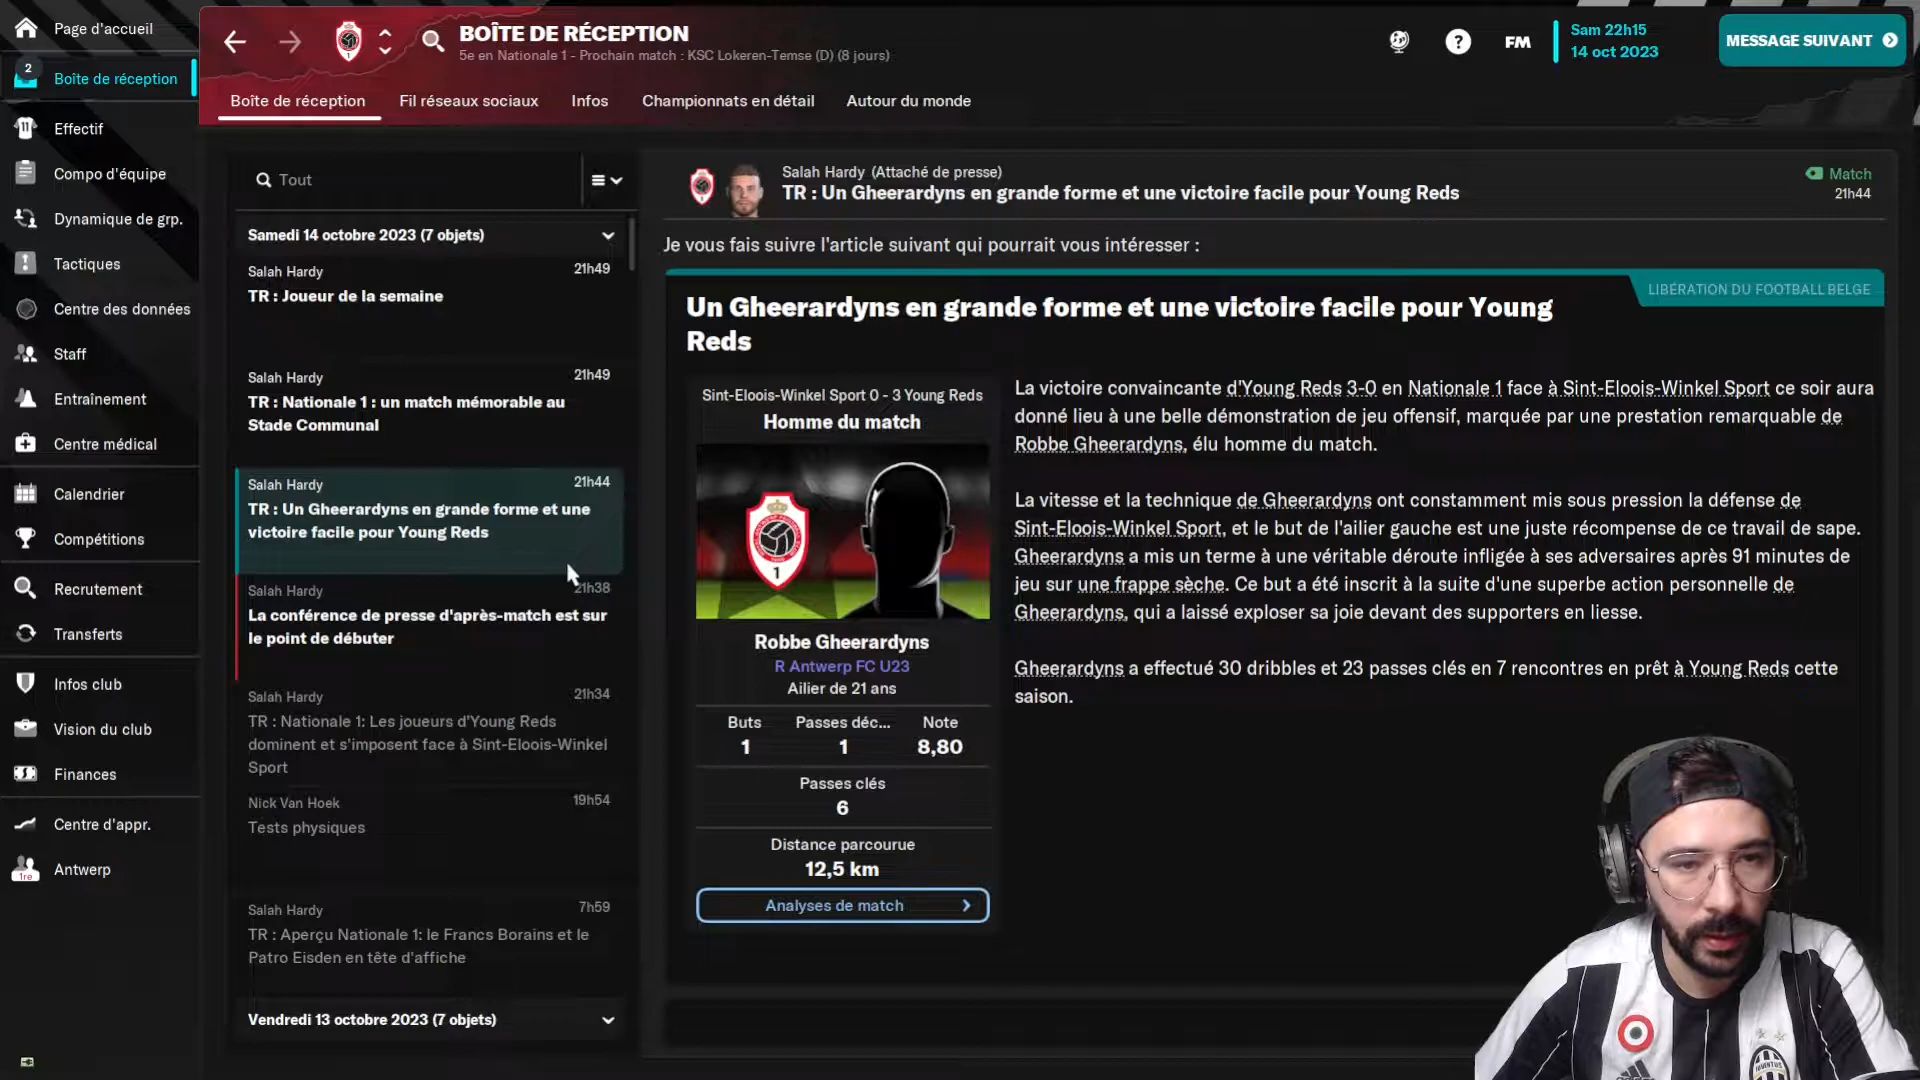 Page d'accueil
2
Boîte de réception
11
Effectif
Compo d'équipe
Dynamique de grp.
Tactiques
Centre des données
Staff
Entraînement
Centre médical
Calendrier
Compétitions
Recrutement
Transferts
Infos club
Vision du club
Finances
Centre d'appr.
1re
Antwerp
BOÎTE DE RÉCEPTION
5e en Nationale 1 - Prochain match : KSC Lokeren-Temse (D) (8 jours)
?
FM
Sam 22h15
14 oct 2023
MESSAGE SUIVANT
Boîte de réception
Fil réseaux sociaux
Infos
Championnats en détail
Autour du monde
Tout
Samedi 14 octobre 2023 (7 objets)
Salah Hardy
21h49
TR : Joueur de la semaine
Salah Hardy
21h49
TR : Nationale 1 : un match mémorable au
Stade Communal
Salah Hardy
21h44
TR : Un Gheerardyns en grande forme et une
victoire facile pour Young Reds
Salah Hardy
21h38
La conférence de presse d'après-match est sur
le point de débuter
Salah Hardy
21h34
TR : Nationale 1: Les joueurs d'Young Reds
dominent et s'imposent face à Sint-Eloois-Winkel
Sport
Nick Van Hoek
19h54
Tests physiques
Salah Hardy
7h59
TR : Aperçu Nationale 1: le Francs Borains et le
Patro Eisden en tête d'affiche
Vendredi 13 octobre 2023 (7 objets)
Salah Hardy (Attaché de presse)
TR : Un Gheerardyns en grande forme et une victoire facile pour Young Reds
Match
21h44
Je vous fais suivre l'article suivant qui pourrait vous intéresser :
LIBÉRATION DU FOOTBALL BELGE
Un Gheerardyns en grande forme et une victoire facile pour Young
Reds
Sint-Eloois-Winkel Sport 0 - 3 Young Reds
Homme du match
1
Robbe Gheerardyns
R Antwerp FC U23
Ailier de 21 ans
Buts
Passes déc...
Note
1
1
8,80
Passes clés
6
Distance parcourue
12,5 km
Analyses de match
La victoire convaincante d'Young Reds 3-0 en Nationale 1 face à Sint-Eloois-Winkel Sport ce soir aura
donné lieu à une belle démonstration de jeu offensif, marquée par une prestation remarquable de
Robbe Gheerardyns, élu homme du match.
La vitesse et la technique de Gheerardyns ont constamment mis sous pression la défense de
Sint-Eloois-Winkel Sport, et le but de l'ailier gauche est une juste récompense de ce travail de sape.
Gheerardyns a mis un terme à une véritable déroute infligée à ses adversaires après 91 minutes de
jeu sur une frappe sèche. Ce but a été inscrit à la suite d'une superbe action personnelle de
Gheerardyns, qui a laissé exploser sa joie devant des supporters en liesse.
Gheerardyns a effectué 30 dribbles et 23 passes clés en 7 rencontres en prêt à Young Reds cette
saison.